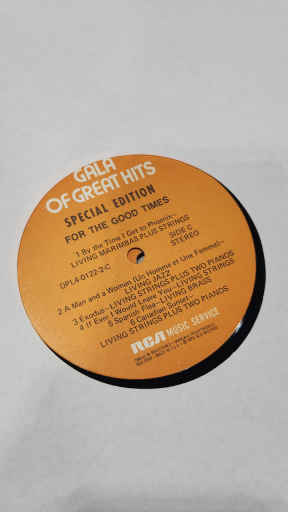 GALA
OF GREAT HITS
SPECIAL EDITION
FOR THE GOOD TIMES
1 By the Time I Get to Phoenix—
LIVING MARIMBAS PLUS STRINGS
SIDE C
STEREO
DPL4-0122-2-C
2 A Man and a Woman (Un Homme et Une Femme)—
LIVING JAZZ
3 Exodus—LIVING STRINGS PLUS TWO PIANOS
4 If Ever I Would Leave You—LIVING STRINGS
5 Spanish Flea—LIVING BRASS
6 Canadian Sunset—
LIVING STRINGS PLUS TWO PIANOS
RCA MUSIC SERVICE